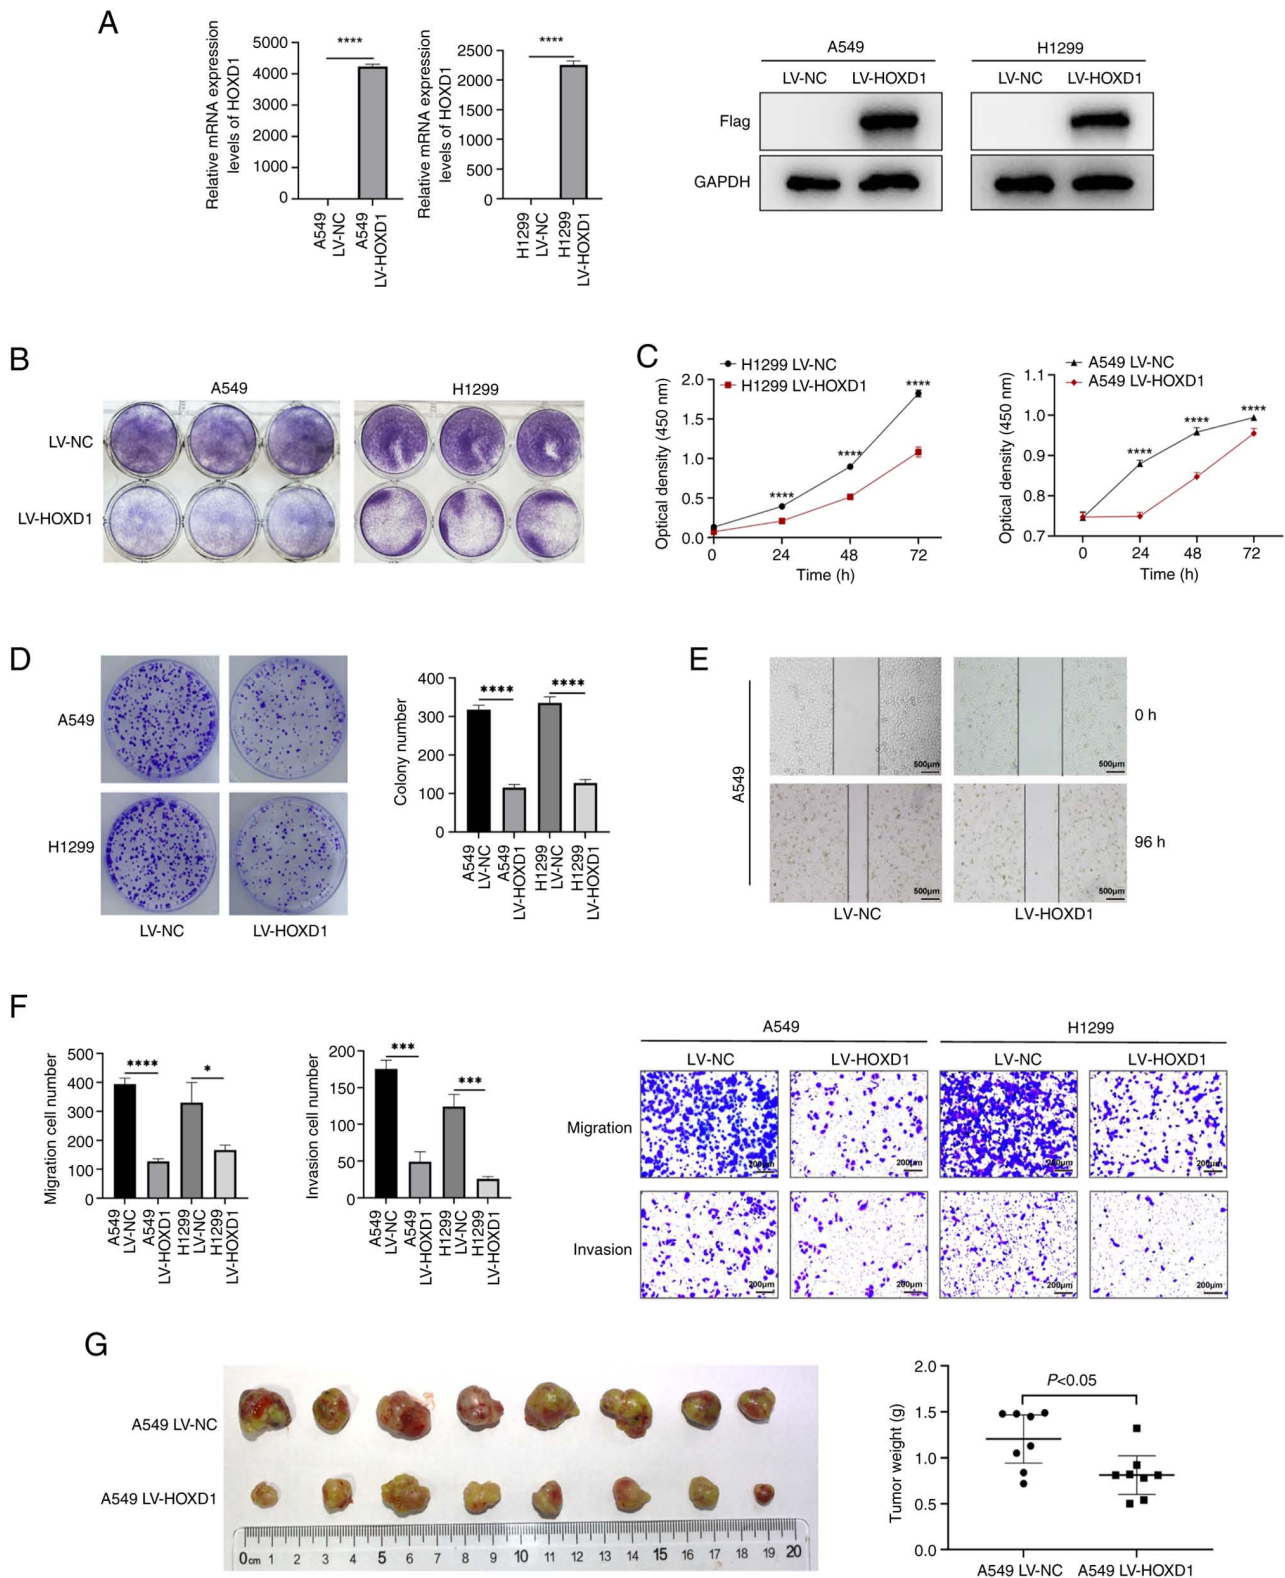 A
Relative mRNA expression
levels of HOXD1
5000
4000
3000
2000
1000
0
****
A549
LV-NC
A549
LV-HOXD1
Relative mRNA expression
levels of HOXD1
2500
2000
1500
1000
500
0
****
H1299
LV-NC
H1299
LV-HOXD1
A549
H1299
LV-NC
LV-HOXD1
LV-NC
LV-HOXD1
Flag
GAPDH
B
A549
H1299
LV-NC
LV-HOXD1
C
H1299 LV-NC
H1299 LV-HOXD1
Optical density (450 nm)
2.0
1.5
1.0
0.5
0.0
****
****
****
0
24
48
72
Time (h)
A549 LV-NC
A549 LV-HOXD1
Optical density (450 nm)
1.1
1.0
0.9
0.8
0.7
****
****
****
0
24
48
72
Time (h)
D
A549
H1299
LV-NC
LV-HOXD1
Colony number
400
300
200
100
0
****
****
A549
LV-NC
A549
LV-HOXD1
H1299
LV-NC
H1299
LV-HOXD1
E
A549
0 h
96 h
500μm
500μm
500μm
500μm
LV-NC
LV-HOXD1
F
Migration cell number
500
400
300
200
100
0
****
*
A549
LV-NC
A549
LV-HOXD1
H1299
LV-NC
H1299
LV-HOXD1
Invasion cell number
200
150
100
50
0
***
***
A549
LV-NC
A549
LV-HOXD1
H1299
LV-NC
H1299
LV-HOXD1
A549
H1299
LV-NC
LV-HOXD1
LV-NC
LV-HOXD1
Migration
200μm
200μm
200μm
200μm
Invasion
200μm
200μm
200μm
200μm
G
A549 LV-NC
A549 LV-HOXD1
0cm 1 2 3 4 5 6 7 8 9 10 11 12 13 14 15 16 17 18 19 20
Tumor weight (g)
2.0
1.5
1.0
0.5
0.0
P<0.05
A549 LV-NC
A549 LV-HOXD1